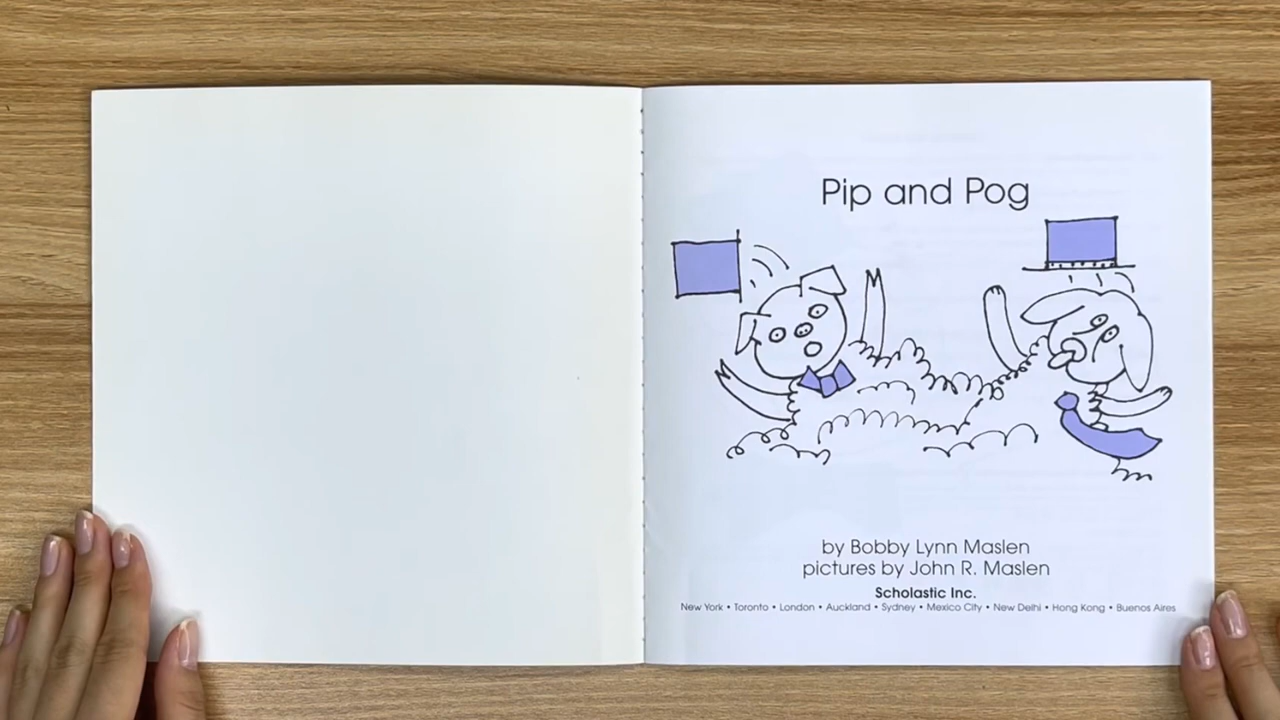 Pip and Pog
by Bobby Lynn Maslen
pictures by John R. Maslen
Scholastic Inc.
New York • Toronto • London • Auckland • Sydney • Mexico City • New Delhi • Hong Kong • Buenos Aires